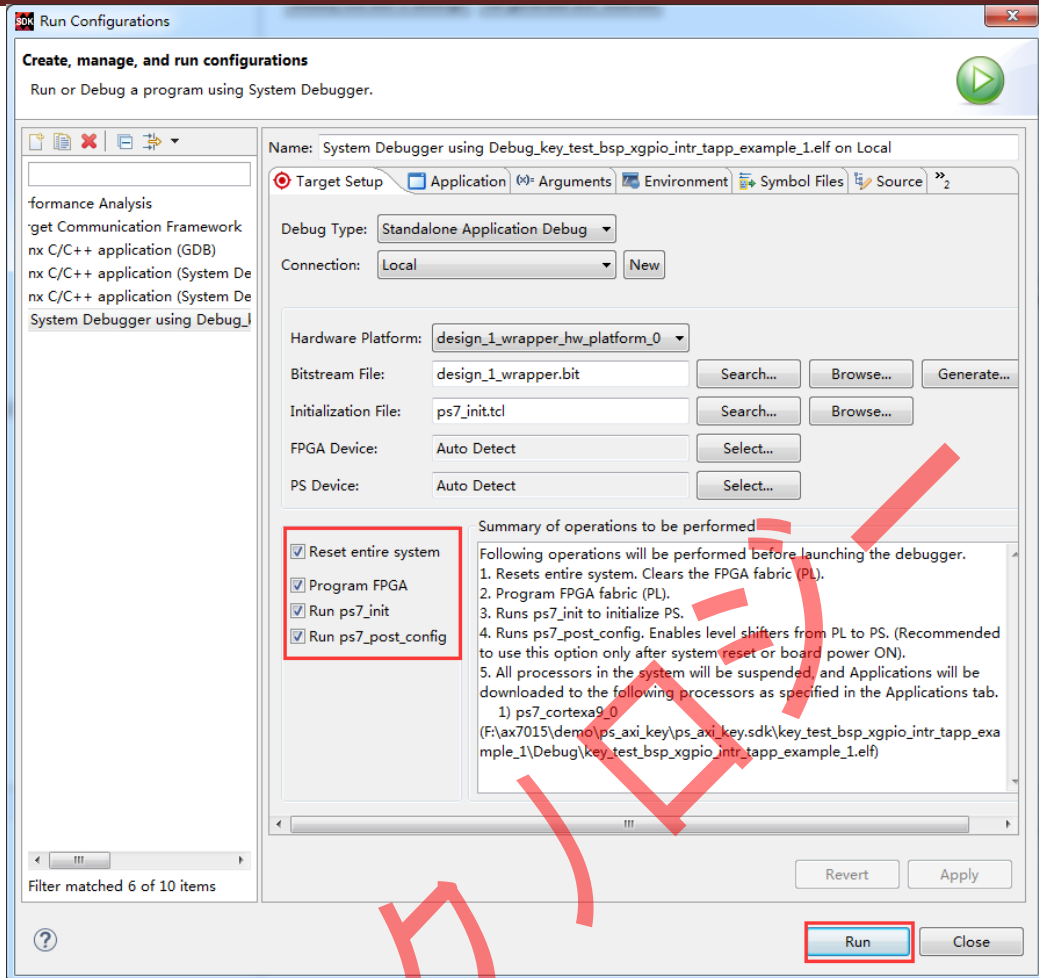 SDK Run Configurations
Create, manage, and run configurations
Run or Debug a program using System Debugger.
Name: System Debugger using Debug_key_test_bsp_xgpio_intr_tapp_example_1.elf on Local
formance Analysis
get Communication Framework
nx C/C++ application (GDB)
nx C/C++ application (System De
nx C/C++ application (System De
System Debugger using Debug_k
Filter matched 6 of 10 items
Target Setup Application (x)= Arguments Environment Symbol Files Source »2
Debug Type: Standalone Application Debug
Connection: Local New
Hardware Platform: design_1_wrapper_hw_platform_0
Bitstream File: design_1_wrapper.bit Search... Browse... Generate...
Initialization File: ps7_init.tcl Search... Browse...
FPGA Device: Auto Detect Select...
PS Device: Auto Detect Select...
Reset entire system
Program FPGA
Run ps7_init
Run ps7_post_config
Summary of operations to be performed
Following operations will be performed before launching the debugger.
1. Resets entire system. Clears the FPGA fabric (PL).
2. Program FPGA fabric (PL).
3. Runs ps7_init to initialize PS.
4. Runs ps7_post_config. Enables level shifters from PL to PS. (Recommended
to use this option only after system reset or board power ON).
5. All processors in the system will be suspended, and Applications will be
downloaded to the following processors as specified in the Applications tab.
1) ps7_cortexa9_0
(F:\ax7015\demo\ps_axi_key\ps_axi_key.sdk\key_test_bsp_xgpio_intr_tapp_exa
mple_1\Debug\key_test_bsp_xgpio_intr_tapp_example_1.elf)
Revert Apply
Run Close
クノロジー